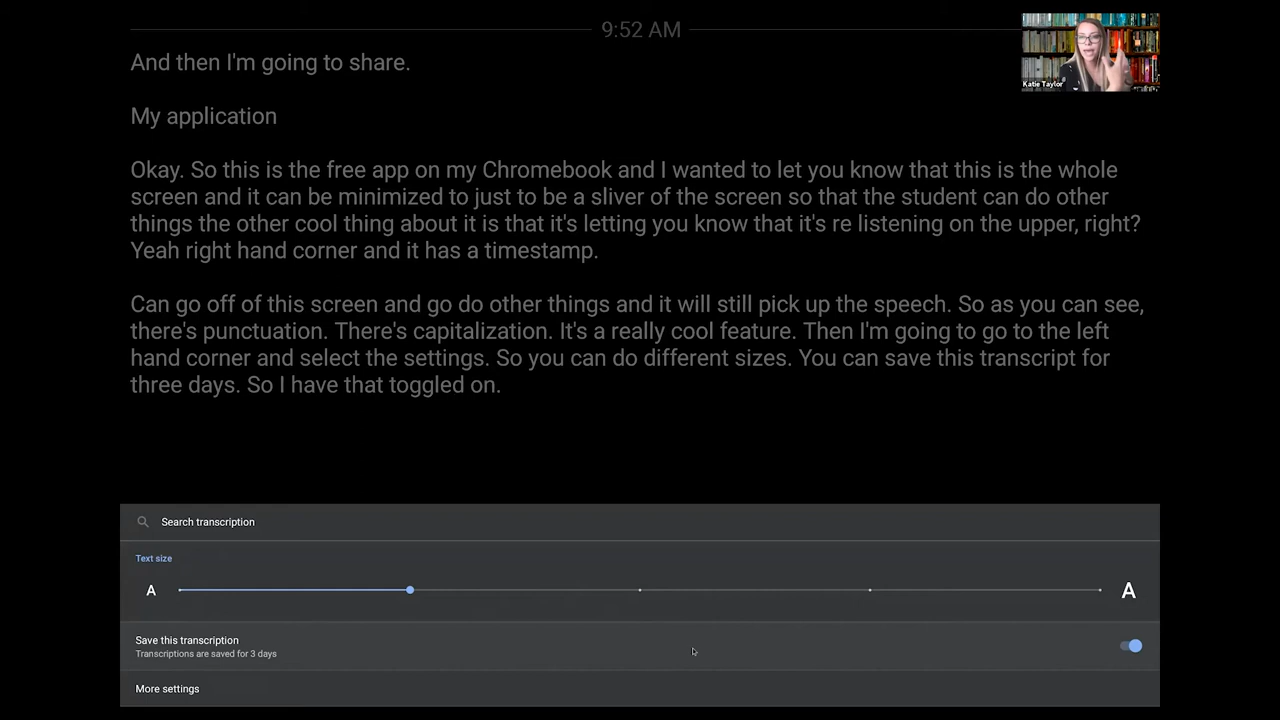 9:52 AM
And then I'm going to share.
Katie Taylor
My application
Okay. So this is the free app on my Chromebook and I wanted to let you know that this is the whole
screen and it can be minimized to just to be a sliver of the screen so that the student can do other
things the other cool thing about it is that it's letting you know that it's re listening on the upper, right?
Yeah right hand corner and it has a timestamp.
Can go off of this screen and go do other things and it will still pick up the speech. So as you can see,
there's punctuation. There's capitalization. It's a really cool feature. Then I'm going to go to the left
hand corner and select the settings. So you can do different sizes. You can save this transcript for
three days. So I have that toggled on.
Search transcription
Text size
A A
Save this transcription
Transcriptions are saved for 3 days
More settings